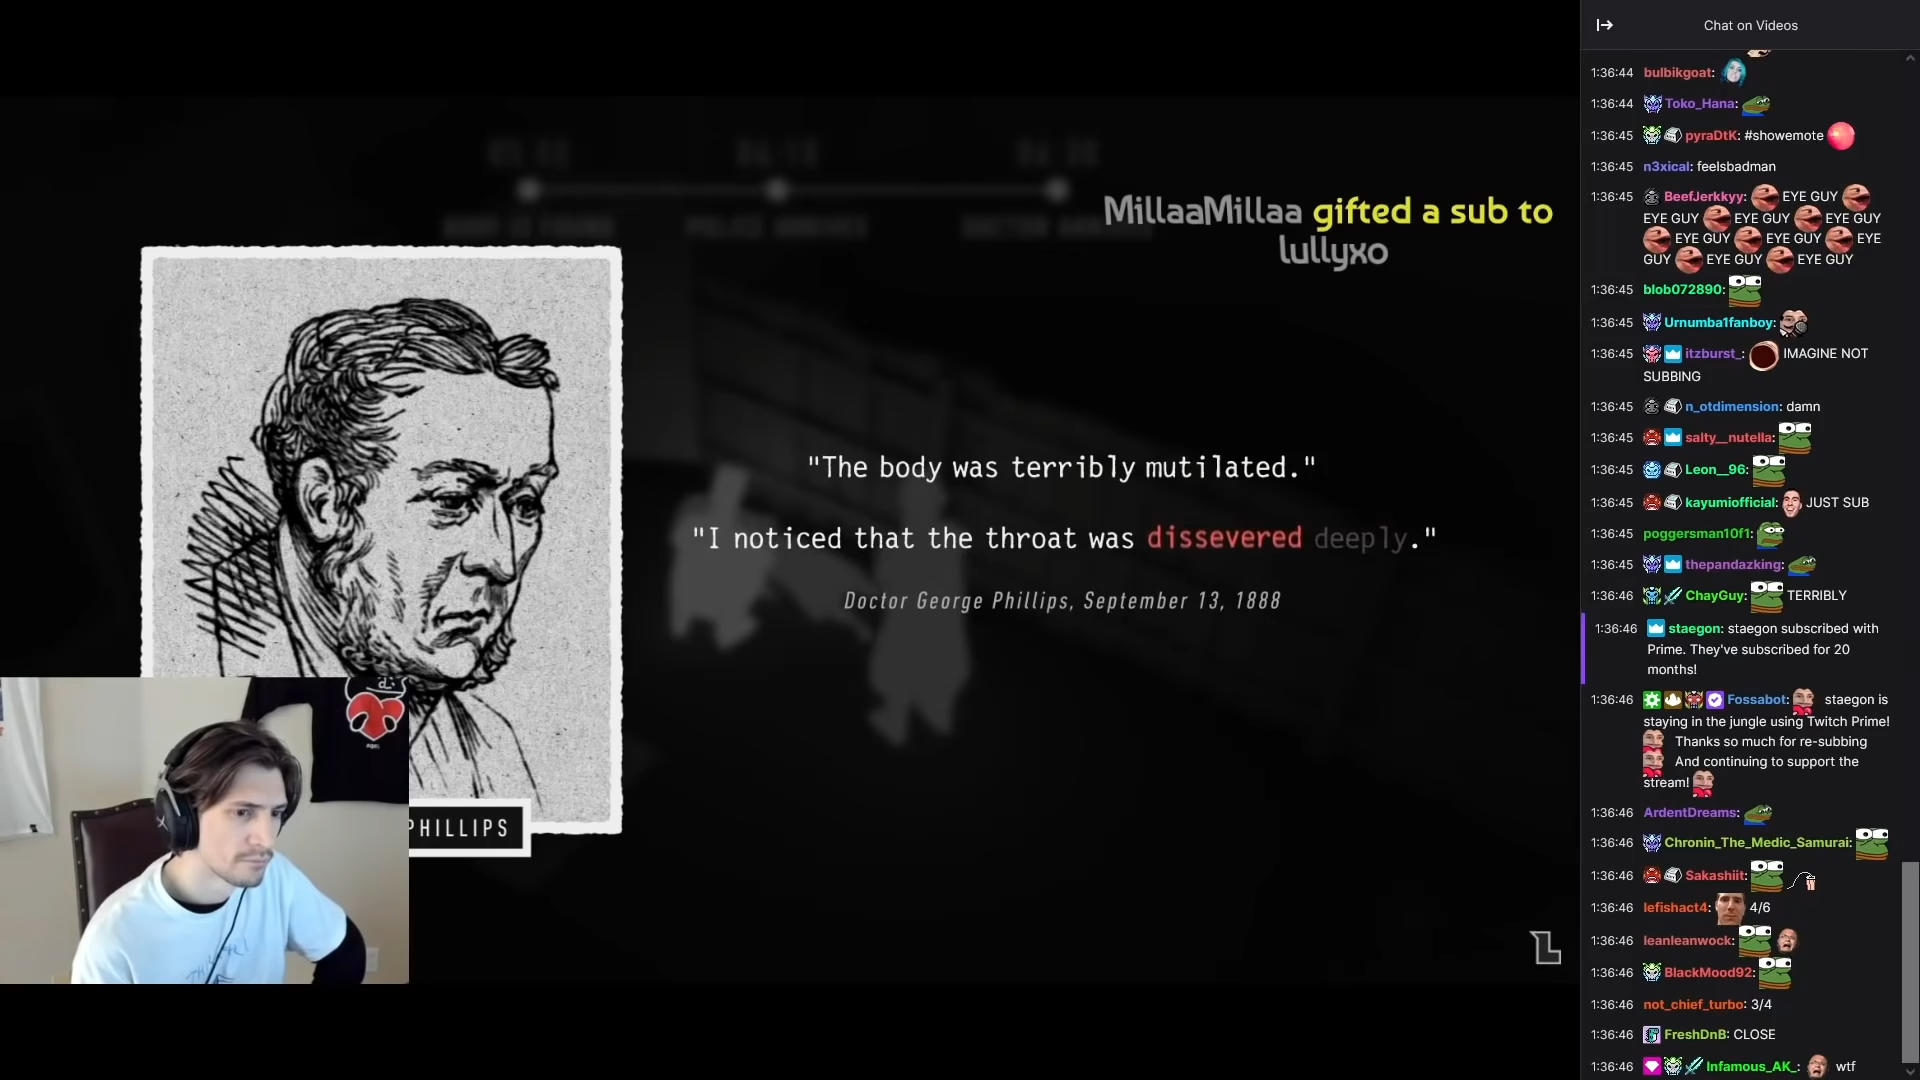 MillaaMillaa gifted a sub to
lullyxo
"The body was terribly mutilated."
"I noticed that the throat was dissevered deeply."
Doctor George Phillips, September 13, 1888
PHILLIPS
Chat on Videos
1:36:44 bulbikgoat:
1:36:44 Toko_Hana:
1:36:45 pyraDtK: #showemote
1:36:45 n3xical: feelsbadman
1:36:45 BeefJerkkyy: EYE GUY
EYE GUY EYE GUY EYE GUY
EYE GUY EYE GUY EYE
GUY EYE GUY EYE GUY
1:36:45 blob072890:
1:36:45 Urnumba1fanboy:
1:36:45 itzburst_: IMAGINE NOT
SUBBING
1:36:45 n_otdimension: damn
1:36:45 salty__nutella:
1:36:45 Leon__96:
1:36:45 kayumiofficial: JUST SUB
1:36:45 poggersman10f1:
1:36:45 thepandazking:
1:36:46 ChayGuy: TERRIBLY
1:36:46 staegon: staegon subscribed with
Prime. They've subscribed for 20
months!
1:36:46 Fossabot: staegon is
staying in the jungle using Twitch Prime!
Thanks so much for re-subbing
And continuing to support the
stream!
1:36:46 ArdentDreams:
1:36:46 Chronin_The_Medic_Samurai:
1:36:46 Sakashiit:
1:36:46 lefishact4: 4/6
1:36:46 leanleanwock:
1:36:46 BlackMood92:
1:36:46 not_chief_turbo: 3/4
1:36:46 FreshDnB: CLOSE
1:36:46 Infamous_AK_: wtf